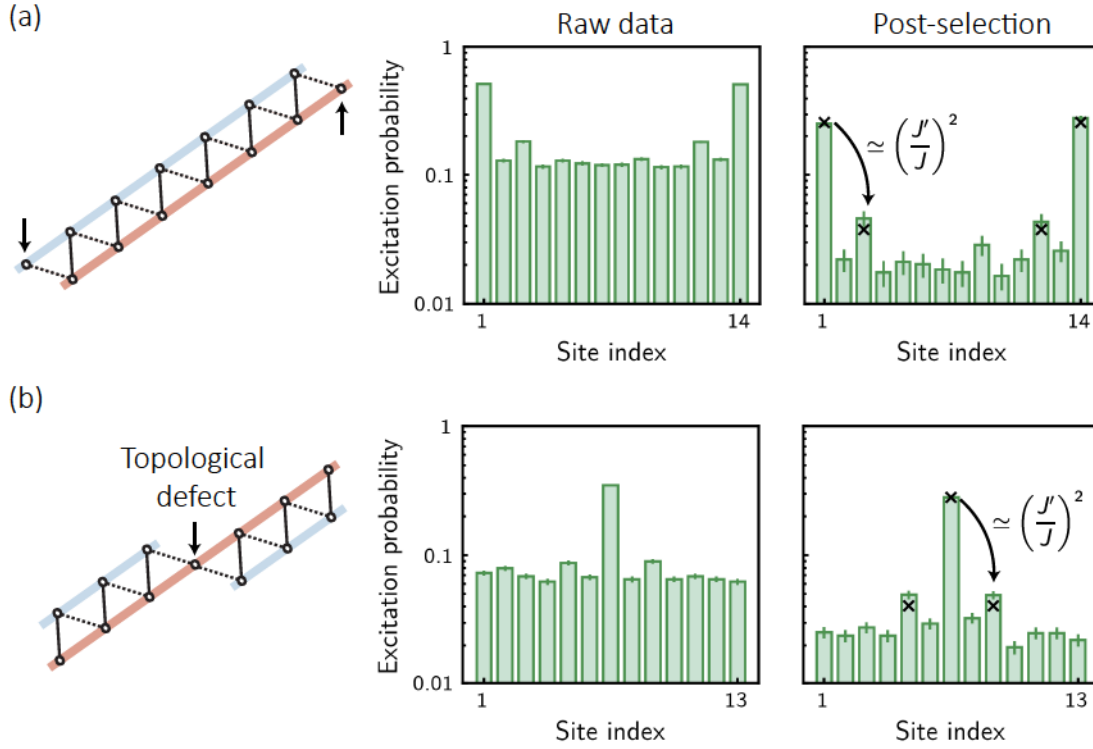 (a)
Raw data
Post-selection
Excitation probability
1
0.1
0.01
1
14
Site index
≃ (J′/J)²
1
14
Site index
(b)
Topological
defect
Excitation probability
1
0.1
0.01
1
13
Site index
≃ (J′/J)²
1
13
Site index